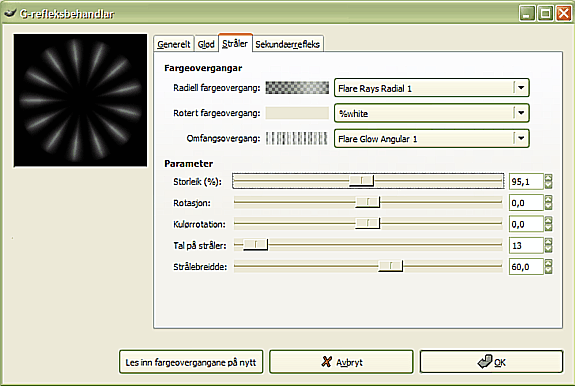 G-refleksbehandlar
Generelt Glød Stråler Sekundærrefleks
Fargeovergangar
Radiell fargeovergang: Flare Rays Radial 1
Rotert fargeovergang: %white
Omfangsovergang: Flare Glow Angular 1
Parameter
Storleik (%): 95,1
Rotasjon: 0,0
Kulørrotation: 0,0
Tal på stråler: 13
Strålebreidde: 60,0
Les inn fargeovergangane på nytt Avbryt OK